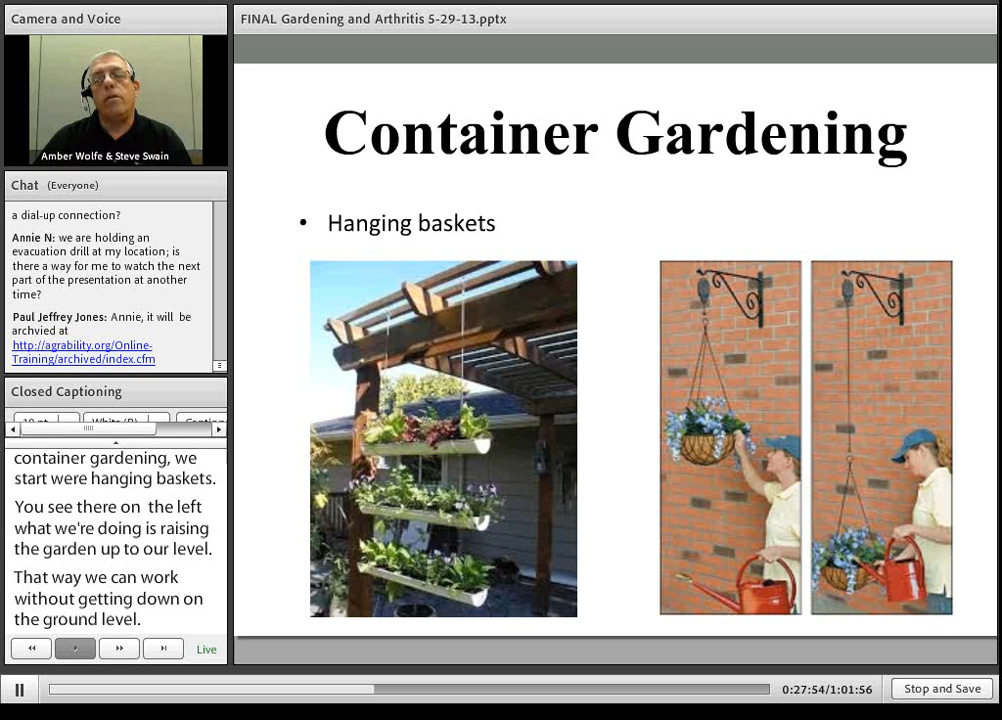 Camera and Voice
Amber Wolfe & Steve Swain
Chat (Everyone)
a dial-up connection?
Annie N: we are holding an
evacuation drill at my location; is
there a way for me to watch the next
part of the presentation at another
time?
Paul Jeffrey Jones: Annie, it will be
archvied at
http://agrability.org/Online-
Training/archived/index.cfm
Closed Captioning
container gardening, we
start were hanging baskets.
You see there on the left
what we're doing is raising
the garden up to our level.
That way we can work
without getting down on
the ground level.
Live
FINAL Gardening and Arthritis 5-29-13.pptx
Container Gardening
• Hanging baskets
0:27:54/1:01:56
Stop and Save